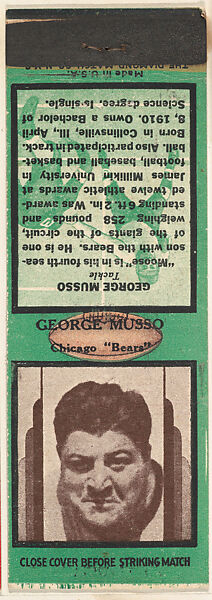 Made in U.S.A.
THE DIAMOND MATCH CO. N.Y.C.
GEORGE MUSSO
Tackle
"Moose" is in his fourth sea-
son with the Bears. He is one
of the giants of the circuit,
weighing 258 pounds and
standing 6 ft. 2 in. Was award-
ed twelve athletic awards at
James Milikin University in
football, baseball and basket-
ball. Also participated in track.
Born in Collinsville, Ill., April
8, 1910. Owns a Bachelor of
Science degree. Is single.
GEORGE MUSSO
Chicago "Bears"
CLOSE COVER BEFORE STRIKING MATCH